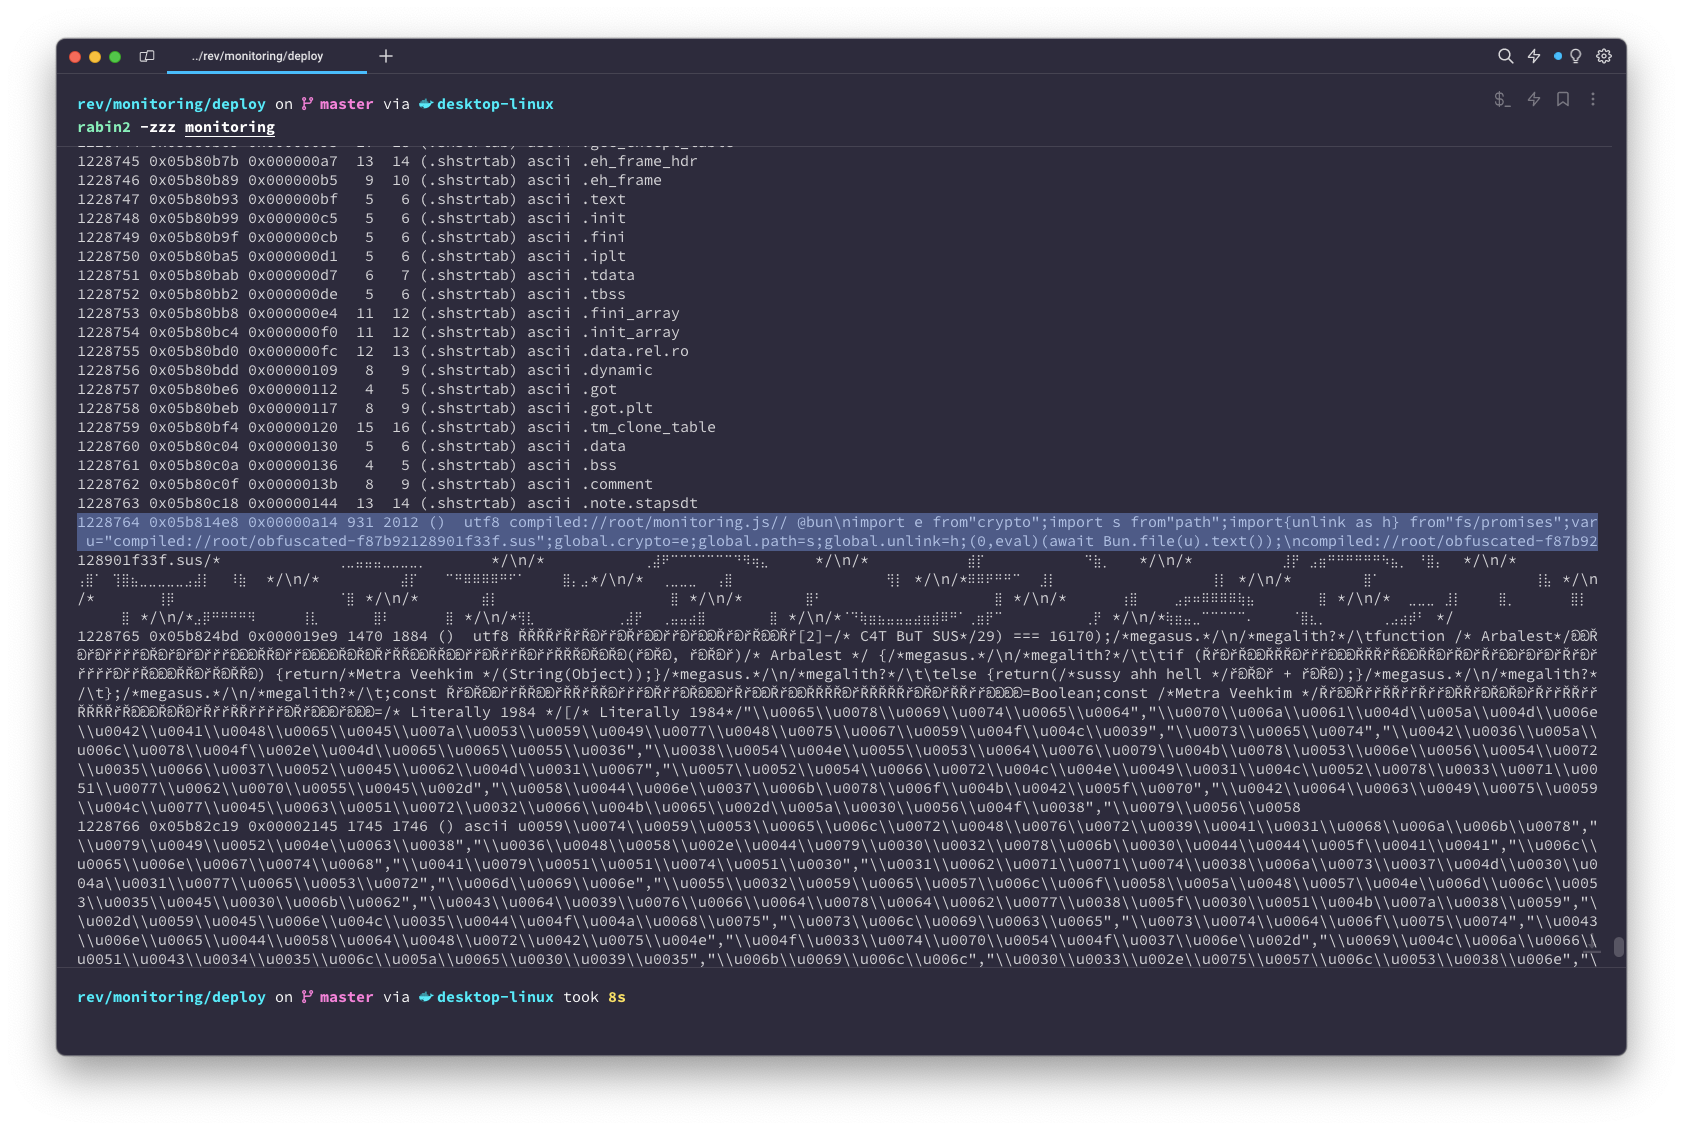 ../rev/monitoring/deploy
rev/monitoring/deploy on master via desktop-linux
rabin2 -zzz monitoring
1228745 0x05b80b7b 0x000000a7 13 14 (.shstrtab) ascii .eh_frame_hdr
1228746 0x05b80b89 0x000000b5 9 10 (.shstrtab) ascii .eh_frame
1228747 0x05b80b93 0x000000bf 5 6 (.shstrtab) ascii .text
1228748 0x05b80b99 0x000000c5 5 6 (.shstrtab) ascii .init
1228749 0x05b80b9f 0x000000cb 5 6 (.shstrtab) ascii .fini
1228750 0x05b80ba5 0x000000d1 5 6 (.shstrtab) ascii .iplt
1228751 0x05b80bab 0x000000d7 6 7 (.shstrtab) ascii .tdata
1228752 0x05b80bb2 0x000000de 5 6 (.shstrtab) ascii .tbss
1228753 0x05b80bb8 0x000000e4 11 12 (.shstrtab) ascii .fini_array
1228754 0x05b80bc4 0x000000f0 11 12 (.shstrtab) ascii .init_array
1228755 0x05b80bd0 0x000000fc 12 13 (.shstrtab) ascii .data.rel.ro
1228756 0x05b80bdd 0x00000109 8 9 (.shstrtab) ascii .dynamic
1228757 0x05b80be6 0x00000112 4 5 (.shstrtab) ascii .got
1228758 0x05b80beb 0x00000117 8 9 (.shstrtab) ascii .got.plt
1228759 0x05b80bf4 0x00000120 15 16 (.shstrtab) ascii .tm_clone_table
1228760 0x05b80c04 0x00000130 5 6 (.shstrtab) ascii .data
1228761 0x05b80c0a 0x00000136 4 5 (.shstrtab) ascii .bss
1228762 0x05b80c0f 0x0000013b 8 9 (.shstrtab) ascii .comment
1228763 0x05b80c18 0x00000144 13 14 (.shstrtab) ascii .note.stapsdt
1228764 0x05b814e8 0x00000a14 931 2012 () utf8 compiled://root/monitoring.js// @bun\nimport e from"crypto";import s from"path";import{unlink as h} from"fs/promises";var
u="compiled://root/obfuscated-f87b92128901f33f.sus";global.crypto=e;global.path=s;global.unlink=h;(0,eval)(await Bun.file(u).text());\ncompiled://root/obfuscated-f87b92
128901f33f.sus/* */\n/* */\n/* */\n/* */\n/*
*/\n/* */\n/* */\n/* */\n
/* */\n/* */\n/* */\n/* */\n/*
*/\n/* */\n/* */\n/* */\n/* */
1228765 0x05b824bd 0x000019e9 1470 1884 () utf8 [2]-/* C4T BuT SUS*/29) === 16170);/*megasus.*/\n/*megalith?*/\tfunction /* Arbalest*/
/* Arbalest */ {/*megasus.*/\n/*megalith?*/\t\tif
{return/*Metra Veehkim */(String(Object));}/*megasus.*/\n/*megalith?*/\t\telse {return(/*sussy ahh hell */ );}/*megasus.*/\n/*megalith?*
/\t};/*megasus.*/\n/*megalith?*/\t;const =Boolean;const /*Metra Veehkim */
=/* Literally 1984 */[/* Literally 1984*/"\\u0065\\u0078\\u0069\\u0074\\u0065\\u0064","\\u0070\\u006a\\u0061\\u004d\\u005a\\u004d\\u006e
\\u0042\\u0041\\u0048\\u0065\\u0045\\u007a\\u0053\\u0059\\u0049\\u0077\\u0048\\u0075\\u0067\\u0059\\u004f\\u004c\\u0039","\\u0073\\u0065\\u0074","\\u0042\\u0036\\u005a\\
u006c\\u0078\\u004f\\u002e\\u004d\\u0065\\u0065\\u0055\\u0036","\\u0038\\u0054\\u004e\\u0055\\u0053\\u0064\\u0076\\u0079\\u004b\\u0078\\u0053\\u006e\\u0056\\u0054\\u0072
\\u0035\\u0066\\u0037\\u0052\\u0045\\u0062\\u004d\\u0031\\u0067","\\u0057\\u0052\\u0054\\u0066\\u0072\\u004c\\u004e\\u0049\\u0031\\u004c\\u0052\\u0078\\u0033\\u0071\\u00
51\\u0077\\u0062\\u0070\\u0055\\u0045\\u002d","\\u0058\\u0044\\u006e\\u0037\\u006b\\u0078\\u006f\\u004b\\u0042\\u005f\\u0070","\\u0042\\u0064\\u0063\\u0049\\u0075\\u0059
\\u004c\\u0077\\u0045\\u0063\\u0051\\u0072\\u0032\\u0066\\u004b\\u0065\\u002d\\u005a\\u0030\\u0056\\u004f\\u0038","\\u0079\\u0056\\u0058
1228766 0x05b82c19 0x00002145 1745 1746 () ascii u0059\\u0074\\u0059\\u0053\\u0065\\u006c\\u0072\\u0048\\u0076\\u0072\\u0039\\u0041\\u0031\\u0068\\u006a\\u006b\\u0078","
\\u0079\\u0049\\u0052\\u004e\\u0063\\u0038","\\u0036\\u0048\\u0058\\u002e\\u0044\\u0079\\u0030\\u0032\\u0078\\u006b\\u0030\\u0044\\u0044\\u005f\\u0041\\u0041","\\u006c\\
u0065\\u006e\\u0067\\u0074\\u0068","\\u0041\\u0079\\u0051\\u0051\\u0074\\u0051\\u0030","\\u0031\\u0062\\u0071\\u0071\\u0074\\u0038\\u006a\\u0073\\u0037\\u004d\\u0030\\u0
04a\\u0031\\u0077\\u0065\\u0053\\u0072","\\u006d\\u0069\\u006e","\\u0055\\u0032\\u0059\\u0065\\u0057\\u006c\\u006f\\u0058\\u005a\\u0048\\u0057\\u004e\\u006d\\u006c\\u005
3\\u0035\\u0045\\u0030\\u006b\\u0062","\\u0043\\u0064\\u0039\\u0076\\u0066\\u0064\\u0078\\u0064\\u0062\\u0077\\u0038\\u005f\\u0030\\u0051\\u004b\\u007a\\u0038\\u0059","\
\u002d\\u0059\\u0045\\u006e\\u004c\\u0035\\u0044\\u004f\\u004a\\u0068\\u0075","\\u0073\\u006c\\u0069\\u0063\\u0065","\\u0073\\u0074\\u0064\\u006f\\u0075\\u0074","\\u0043
\\u006e\\u0065\\u0044\\u0058\\u0064\\u0048\\u0072\\u0042\\u0075\\u004e","\\u004f\\u0033\\u0074\\u0070\\u0054\\u004f\\u0037\\u006e\\u002d","\\u0069\\u004c\\u006a\\u0066\\
u0051\\u0043\\u0034\\u0035\\u006c\\u005a\\u0065\\u0030\\u0039\\u0035","\\u006b\\u0069\\u006c\\u006c","\\u0030\\u0033\\u002e\\u0075\\u0057\\u006c\\u0053\\u0038\\u006e","\
rev/monitoring/deploy on master via desktop-linux took 8s